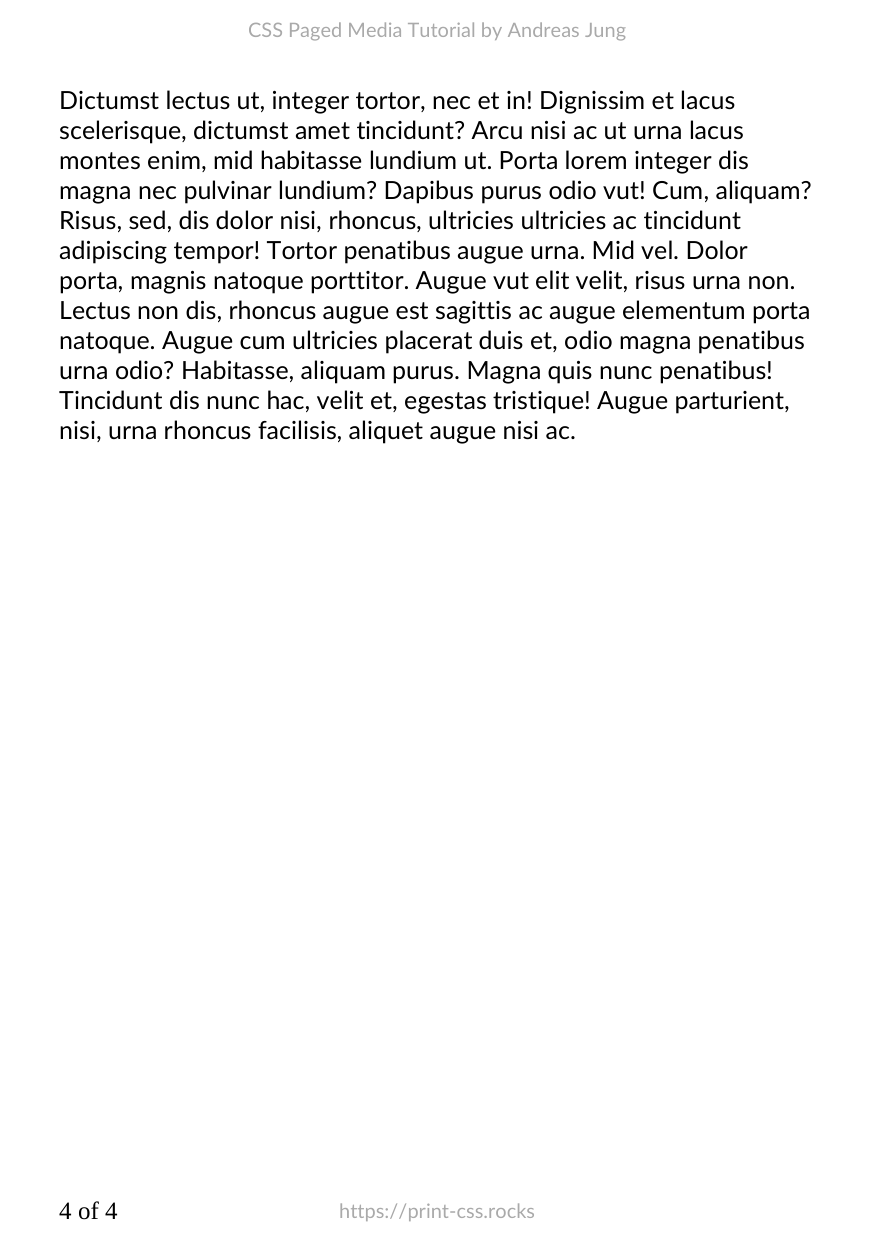 CSS Paged Media Tutorial by Andreas Jung
Dictumst lectus ut, integer tortor, nec et in! Dignissim et lacus
scelerisque, dictumst amet tincidunt? Arcu nisi ac ut urna lacus
montes enim, mid habitasse lundium ut. Porta lorem integer dis
magna nec pulvinar lundium? Dapibus purus odio vut! Cum, aliquam?
Risus, sed, dis dolor nisi, rhoncus, ultricies ultricies ac tincidunt
adipiscing tempor! Tortor penatibus augue urna. Mid vel. Dolor
porta, magnis natoque porttitor. Augue vut elit velit, risus urna non.
Lectus non dis, rhoncus augue est sagittis ac augue elementum porta
natoque. Augue cum ultricies placerat duis et, odio magna penatibus
urna odio? Habitasse, aliquam purus. Magna quis nunc penatibus!
Tincidunt dis nunc hac, velit et, egestas tristique! Augue parturient,
nisi, urna rhoncus facilisis, aliquet augue nisi ac.
4 of 4
https://print-css.rocks